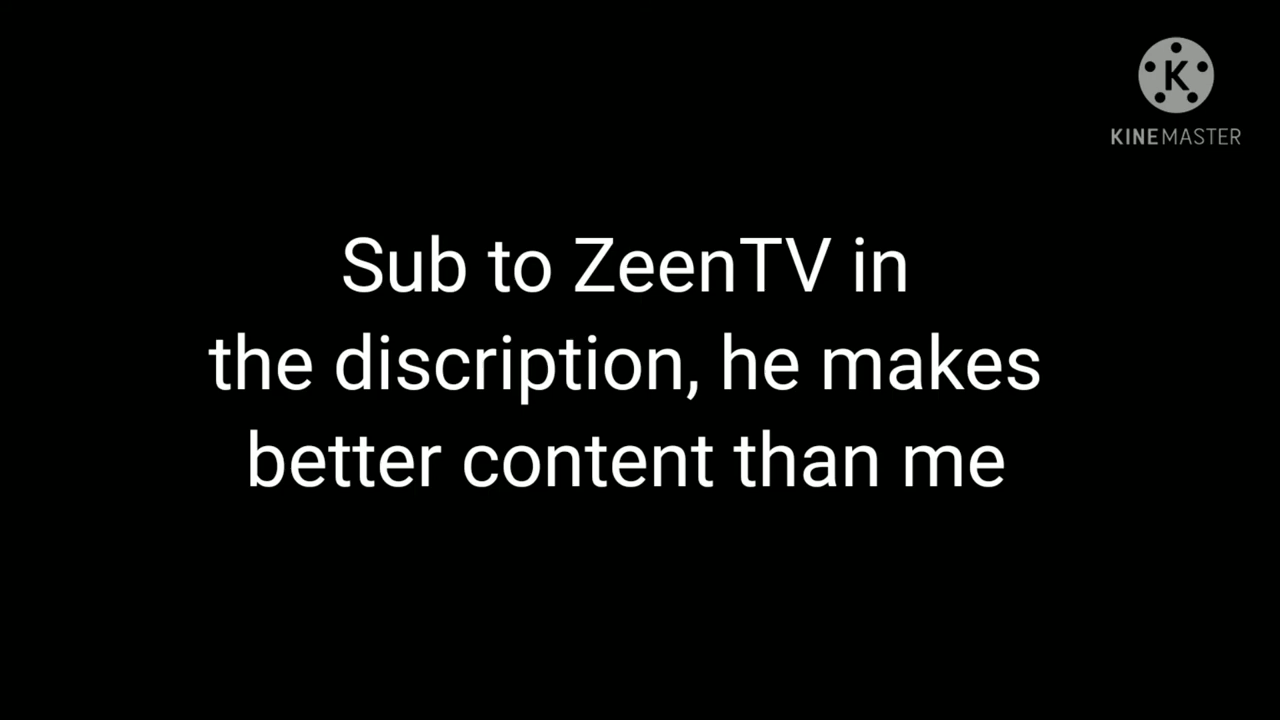 K
KINEMASTER
Sub to ZeenTV in
the discription, he makes
better content than me